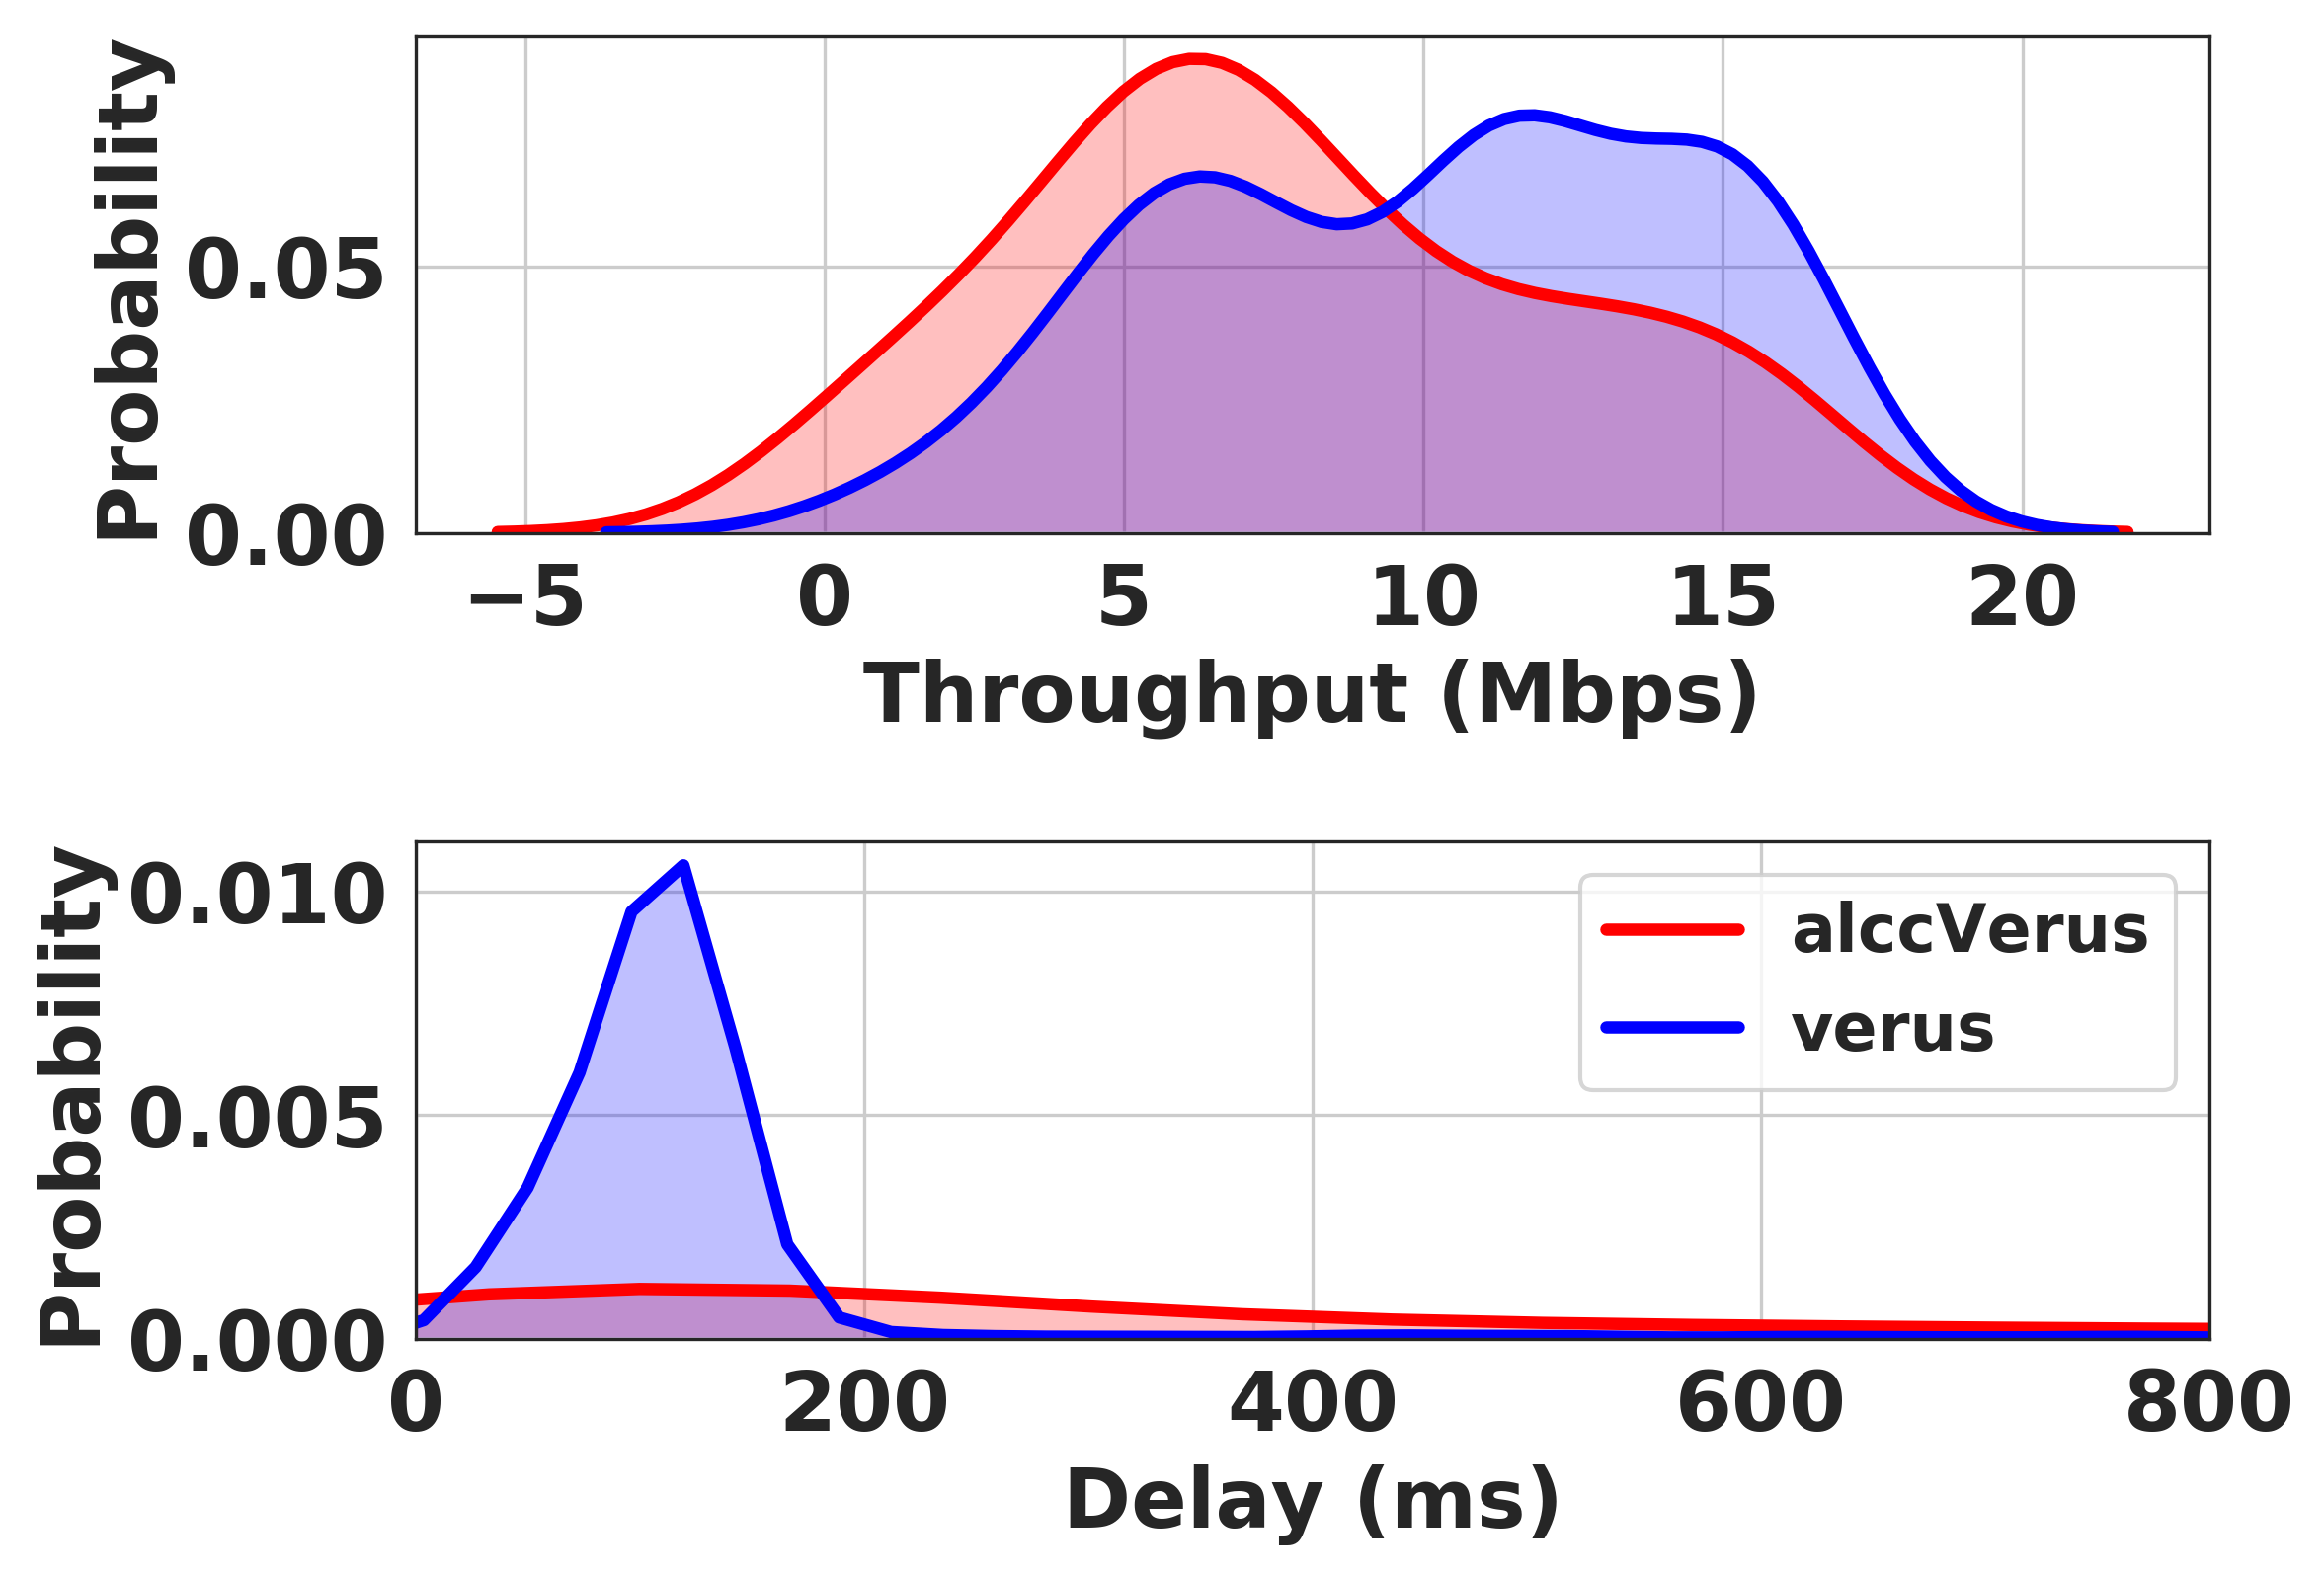 Probability
0.05
0.00
−5 0 5 10 15 20
Throughput (Mbps)
Probability
0.010
0.005
0.000
alccVerus
verus
0 200 400 600 800
Delay (ms)